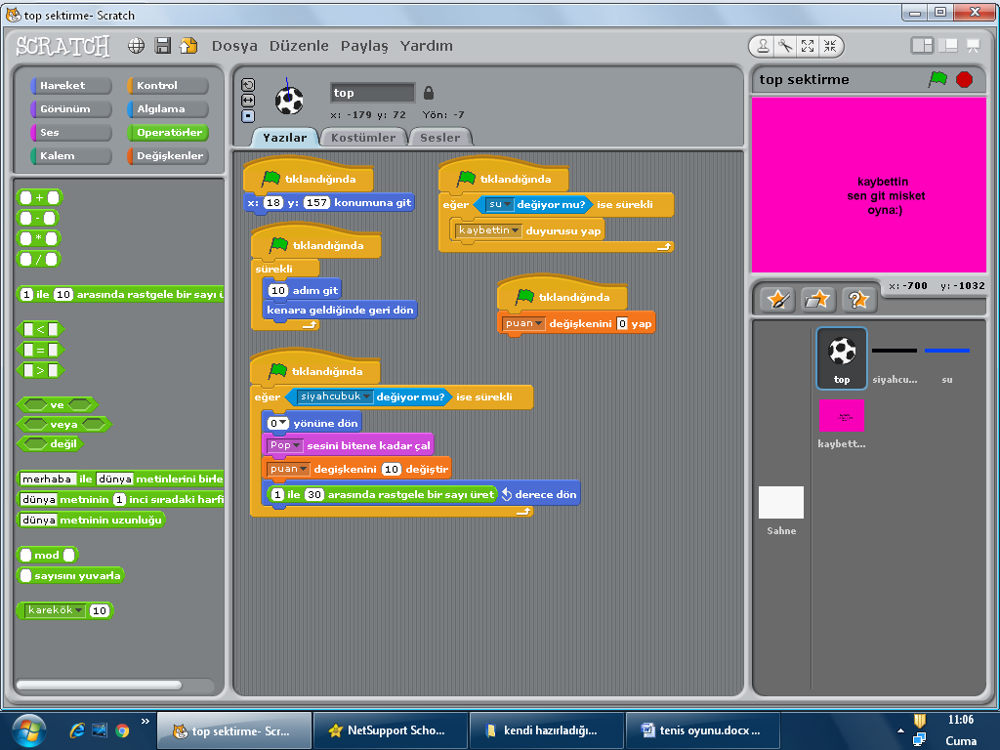 top sektirme- Scratch
SCRATCH Dosya Düzenle Paylaş Yardım
Hareket Kontrol
Görünüm Algılama
Ses Operatörler
Kalem Değişkenler
+
-
*
/
1 ile 10 arasında rastgele bir sayı ü
<
=
>
ve
veya
değil
merhaba ile dünya metinlerini birle
dünya metninin 1 inci sıradaki harfi
dünya metninin uzunluğu
mod
sayısını yuvarla
karekök 10
top
x: -179 y: 72 Yön: -7
Yazılar Kostümler Sesler
tıklandığında
x: 18 y: 157 konumuna git
tıklandığında
sürekli
10 adım git
kenara geldiğinde geri dön
tıklandığında
eğer siyahcubuk değiyor mu? ise sürekli
0 yönüne dön
Pop sesini bitene kadar çal
puan degişkenini 10 değiştir
1 ile 30 arasında rastgele bir sayı üret derece dön
tıklandığında
eğer su değiyor mu? ise sürekli
kaybettin duyurusu yap
tıklandığında
puan değişkenini 0 yap
top sektirme
kaybettin
sen git misket
oyna:)
x: -700 y: -1032
top siyahcu... su
kaybett...
Sahne
top sektirme- Scr...
NetSupport Scho...
kendi hazırladığı...
tenis oyunu.docx ...
11:06
Cuma